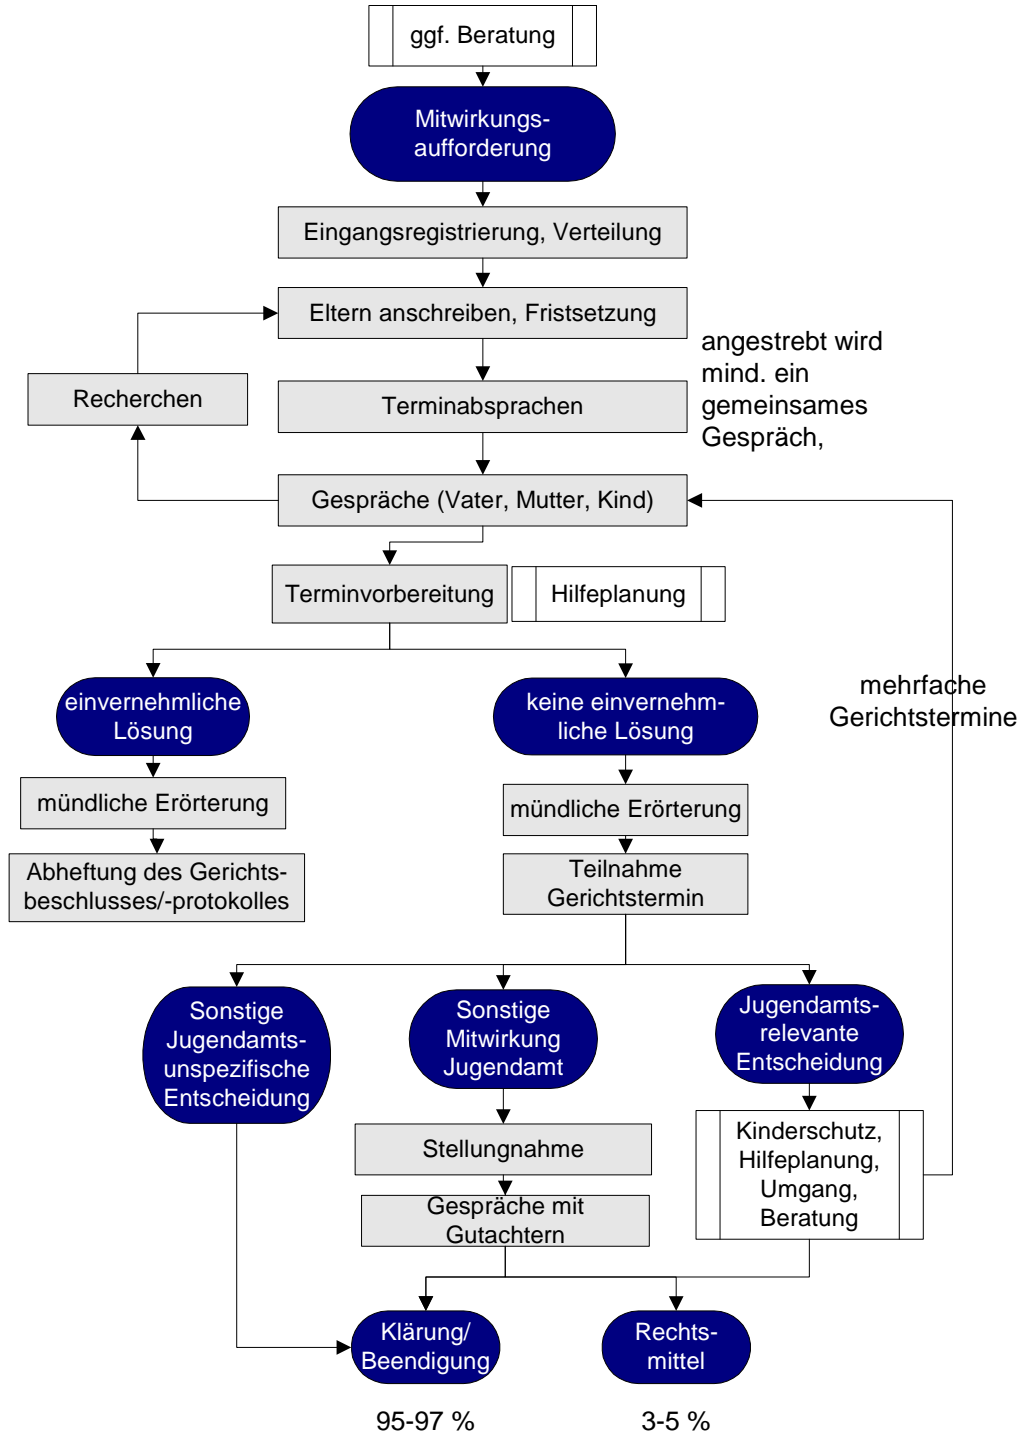 ggf. Beratung
Mitwirkungs-
aufforderung
Eingangsregistrierung, Verteilung
Eltern anschreiben, Fristsetzung
angestrebt wird
mind. ein
gemeinsames
Gespräch,
Recherchen
Terminabsprachen
Gespräche (Vater, Mutter, Kind)
Terminvorbereitung
Hilfeplanung
einvernehmliche
Lösung
keine einvernehm-
liche Lösung
mehrfache
Gerichtstermine
mündliche Erörterung
mündliche Erörterung
Abheftung des Gerichts-
beschlusses/-protokolles
Teilnahme
Gerichtstermin
Sonstige
Jugendamts-
unspezifische
Entscheidung
Sonstige
Mitwirkung
Jugendamt
Jugendamts-
relevante
Entscheidung
Stellungnahme
Kinderschutz,
Hilfeplanung,
Umgang,
Beratung
Gespräche mit
Gutachtern
Klärung/
Beendigung
Rechts-
mittel
95-97 %
3-5 %